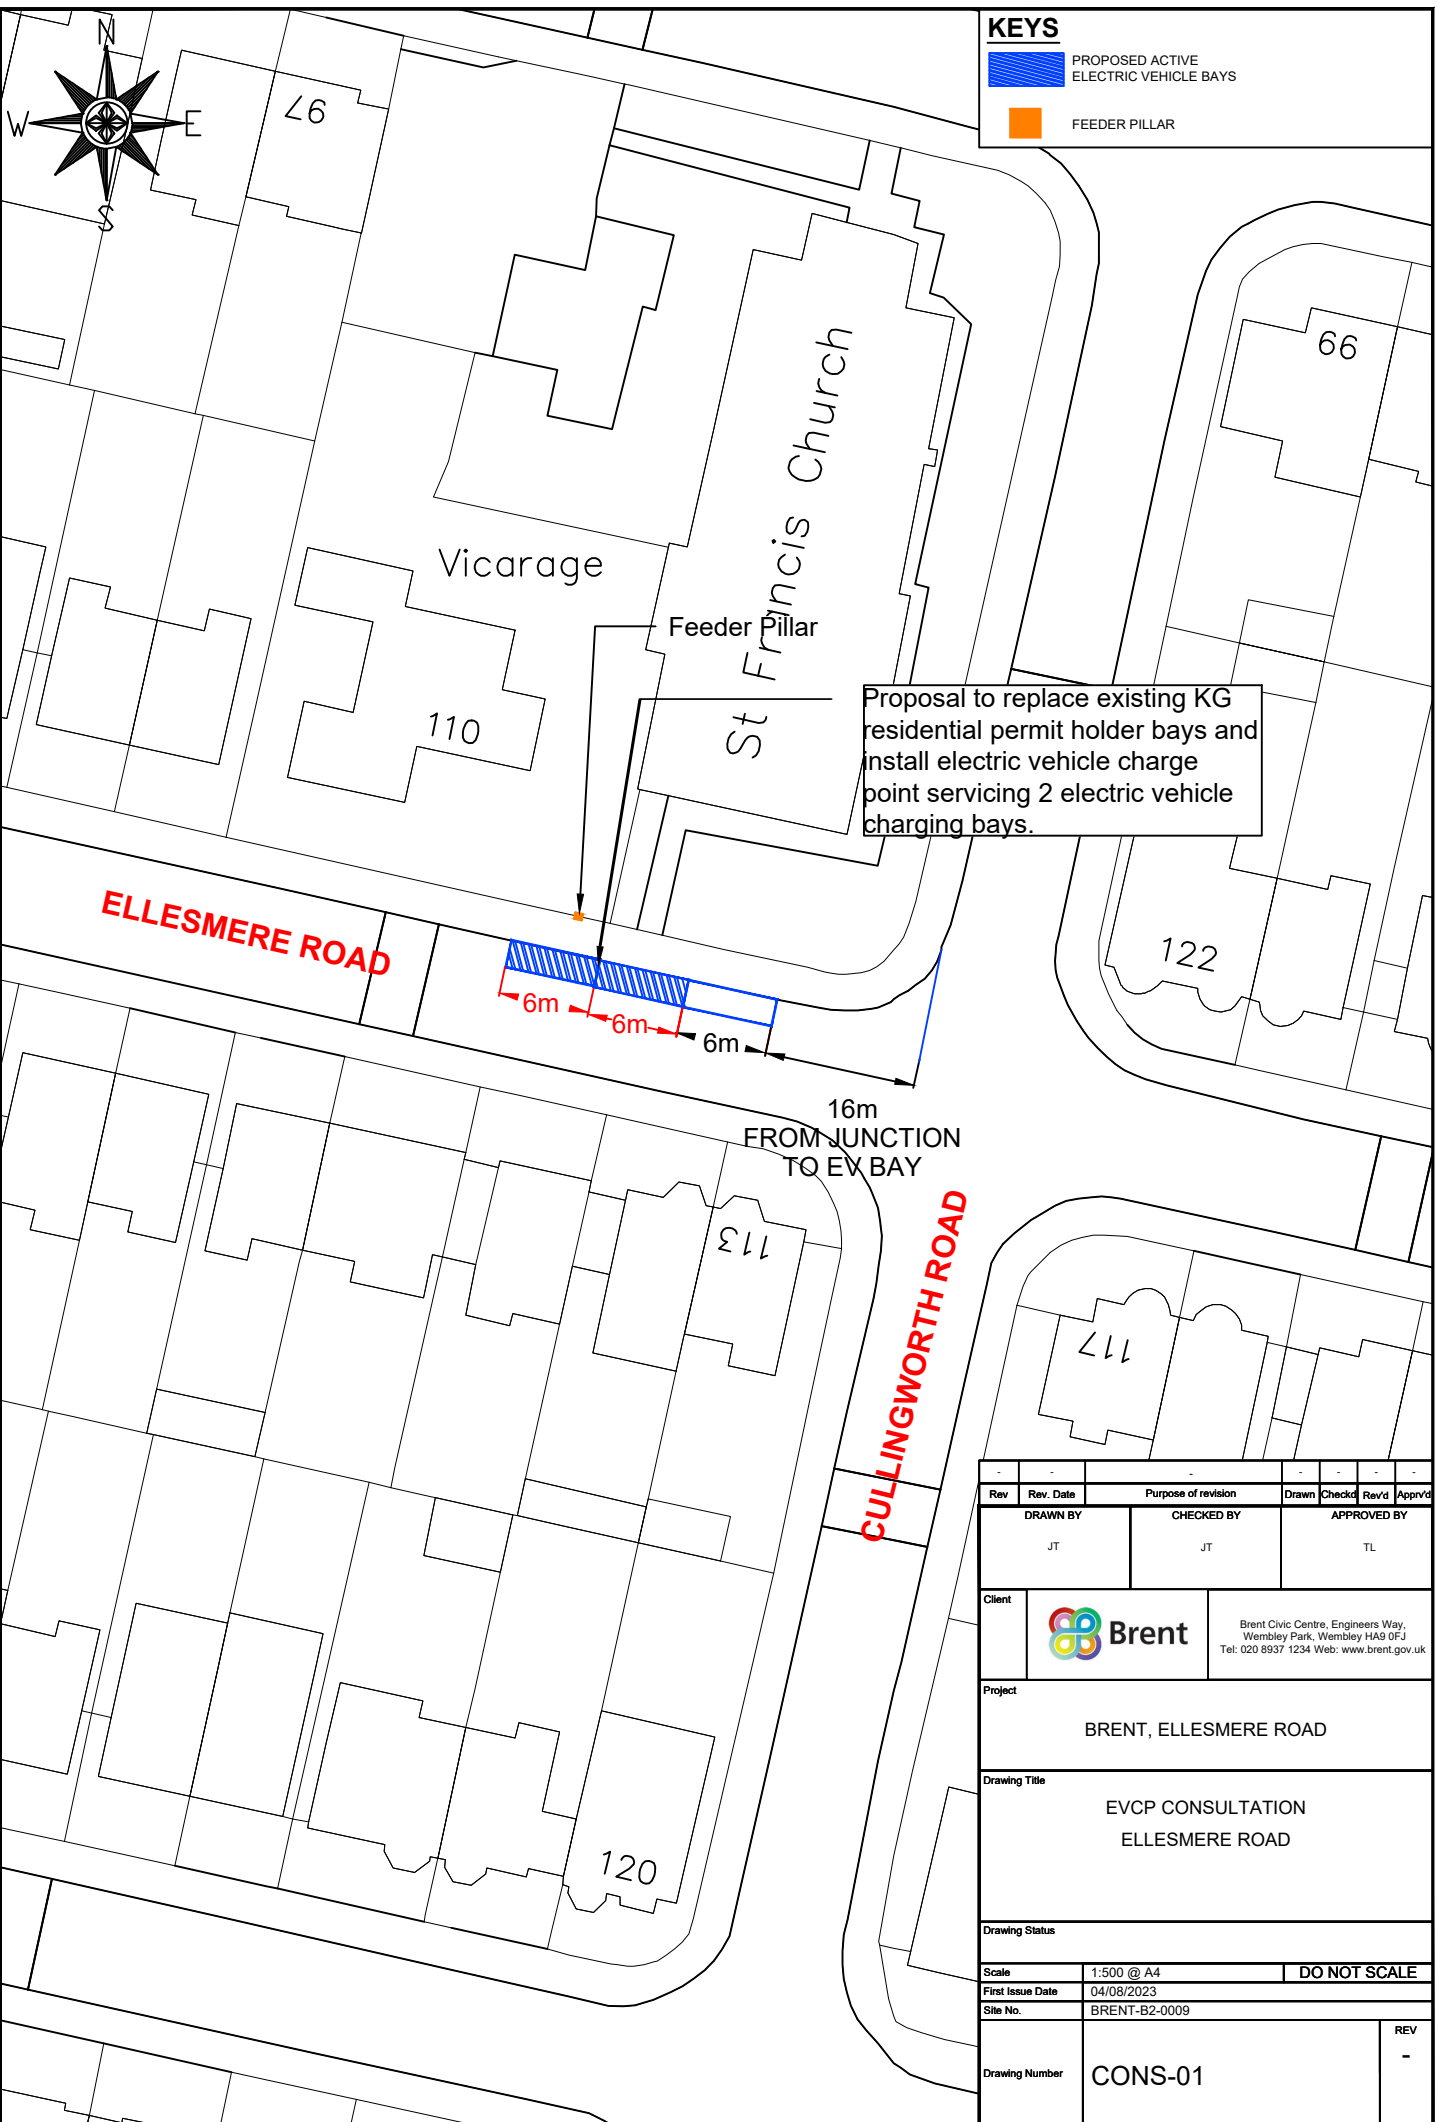 KEYS
PROPOSED ACTIVE
ELECTRIC VEHICLE BAYS
FEEDER PILLAR
N
W
E
S
97
66
St Francis Church
Vicarage
Feeder Pillar
110
Proposal to replace existing KG
residential permit holder bays and
install electric vehicle charge
point servicing 2 electric vehicle
charging bays.
ELLESMERE ROAD
122
6m
6m
6m
16m
FROM JUNCTION
TO EV BAY
113
CULLINGWORTH ROAD
117
120
- - - - - - -
Rev Rev. Date Purpose of revision Drawn Checkd Rev'd Apprv'd
DRAWN BY CHECKED BY APPROVED BY
JT JT TL
Client
Brent
Brent Civic Centre, Engineers Way,
Wembley Park, Wembley HA9 0FJ
Tel: 020 8937 1234 Web: www.brent.gov.uk
Project
BRENT, ELLESMERE ROAD
Drawing Title
EVCP CONSULTATION
ELLESMERE ROAD
Drawing Status
Scale 1:500 @ A4 DO NOT SCALE
First Issue Date 04/08/2023
Site No. BRENT-B2-0009
Drawing Number CONS-01
REV
-